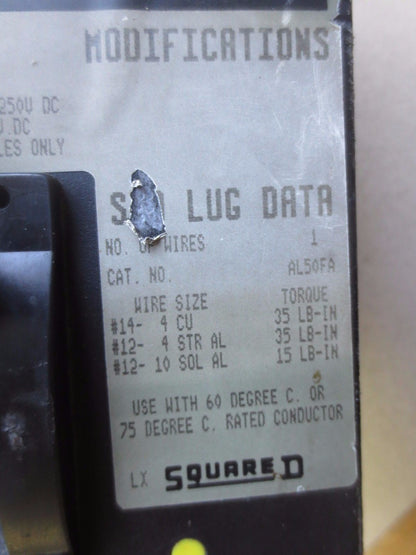 MODIFICATIONS
250V DC
V.DC
LES ONLY
LUG DATA
NO. OF WIRES 1
CAT. NO. AL50FA
WIRE SIZE TORQUE
#14- 4 CU 35 LB-IN
#12- 4 STR AL 35 LB-IN
#12- 10 SOL AL 15 LB-IN
USE WITH 60 DEGREE C. OR
75 DEGREE C. RATED CONDUCTOR
LX SQUARE D